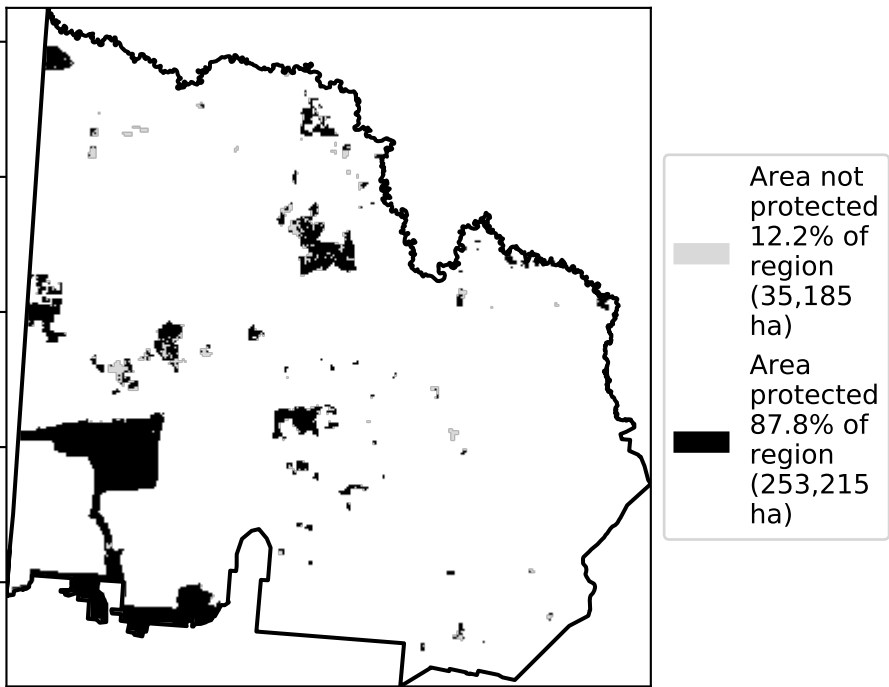 Area not
protected
12.2% of
region
(35,185
ha)
Area
protected
87.8% of
region
(253,215
ha)